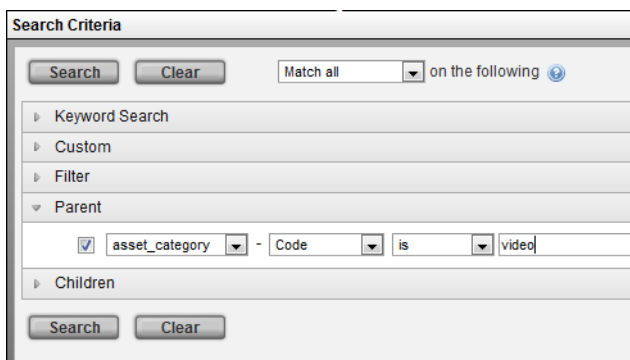 Search Criteria
Search Clear Match all on the following ?
Keyword Search
Custom
Filter
Parent
asset_category - Code is video
Children
Search Clear